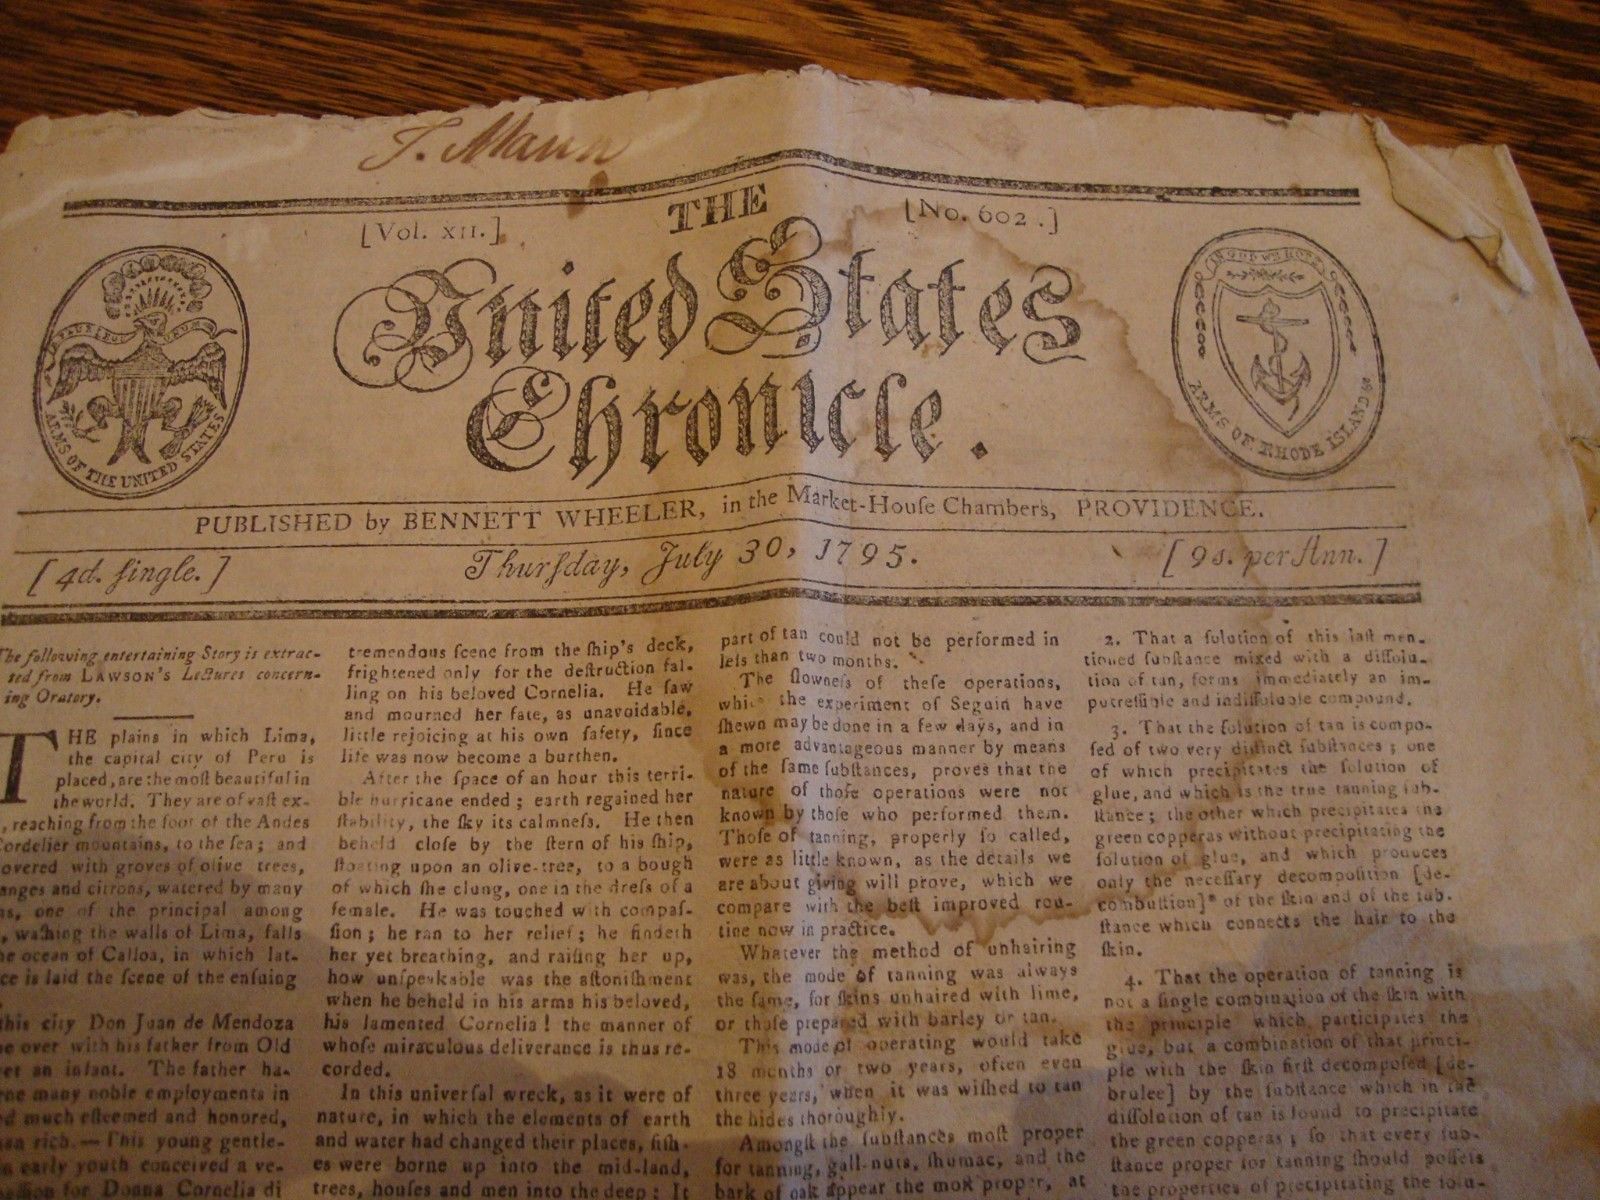 J. Mann
[Vol. XII.]
THE
[No. 602.]
United States
Chronicle.
E PLURIBUS UNUM
ARMS OF THE UNITED STATES
IN GOD WE HOPE
ARMS OF RHODE ISLAND &c
PUBLISHED by BENNETT WHEELER, in the Market-Houſe Chambers, PROVIDENCE.
[4d. ſingle.]
Thurſday, July 30, 1795.
[9s. per Ann.]
The following entertaining Story is extrac-
ted from LAWSON'S Lectures concern-
ing Oratory.
THE plains in which Lima,
the capital city of Peru is
placed, are the moſt beautiful in
the world. They are of vaſt ex-
, reaching from the foot of the Andes
Cordelier mountains, to the ſea; and
overed with groves of olive trees,
anges and citrons, watered by many
s, one of the principal among
, waſhing the walls of Lima, falls
he ocean of Calloa, in which lat-
ce is laid the ſcene of the enſuing
this city Don Juan de Mendoza
e over with his father from Old
yet an infant. The father ha-
ne many noble employments in
d much eſteemed and honored,
rich.—This young gentle-
n early youth conceived a ve-
ſſion for Donna Cornelia di
tremendous ſcene from the ſhip's deck,
frightened only for the deſtruction fal-
ling on his beloved Cornelia. He ſaw
and mourned her fate, as unavoidable,
little rejoicing at his own ſafety, ſince
life was now become a burthen.
After the ſpace of an hour this terri-
ble hurricane ended; earth regained her
ſtability, the ſky its calmneſs. He then
beheld cloſe by the ſtern of his ſhip,
floating upon an olive-tree, to a bough
of which ſhe clung, one in the dreſs of a
female. He was touched with compaſ-
ſion; he ran to her relief; he findeth
her yet breathing, and raiſing her up,
how unſpeakable was the aſtoniſhment
when he beheld in his arms his beloved,
his lamented Cornelia! the manner of
whoſe miraculous deliverance is thus re-
corded.
In this univerſal wreck, as it were of
nature, in which the elements of earth
and water had changed their places, fiſh-
es were borne up into the mid-land,
trees, houſes and men into the deep: It
part of tan could not be performed in
leſs than two months.
The ſlowneſs of theſe operations,
which the experiment of Seguin have
ſhewn may be done in a few days, and in
a more advantageous manner by means
of the ſame ſubſtances, proves that the
nature of thoſe operations were not
known by thoſe who performed them.
Thoſe of tanning, properly ſo called,
were as little known, as the details we
are about giving will prove, which we
compare with the beſt improved rou-
tine now in practice.
Whatever the method of unhairing
was, the mode of tanning was always
the ſame, for ſkins unhaired with lime,
or thoſe prepared with barley or tan.
This mode of operating would take
18 months or two years, often even
three years, when it was wiſhed to tan
the hides thoroughly.
Amongſt the ſubſtances moſt proper
for tanning, gall-nuts, ſhumac, and the
bark of oak appear the moſt proper, at
2. That a ſolution of this laſt men-
tioned ſubſtance mixed with a diſſolu-
tion of tan, forms immediately an im-
putreſſible and indiſſoluble compound.
3. That the ſolution of tan is compo-
ſed of two very diſtinct ſubſtances; one
of which precipitates the ſolution of
glue, and which is the true tanning ſub-
ſtance; the other which precipitates the
green copperas without precipitating the
ſolution of glue, and which produces
only the neceſſary decompoſition [de-
combuſtion]* of the ſkin and of the ſub-
ſtance which connects the hair to the
ſkin.
4. That the operation of tanning is
not a ſingle combination of the ſkin with
the principle which participates the
glue, but a combination of that princi-
ple with the ſkin firſt decompoſed [de-
brulee] by the ſubſtance which in the
diſſolution of tan is found to precipitate
the green copperas; ſo that every ſub-
ſtance proper for tanning ſhould poſſeſs
the properties of precipitating the ſolu-